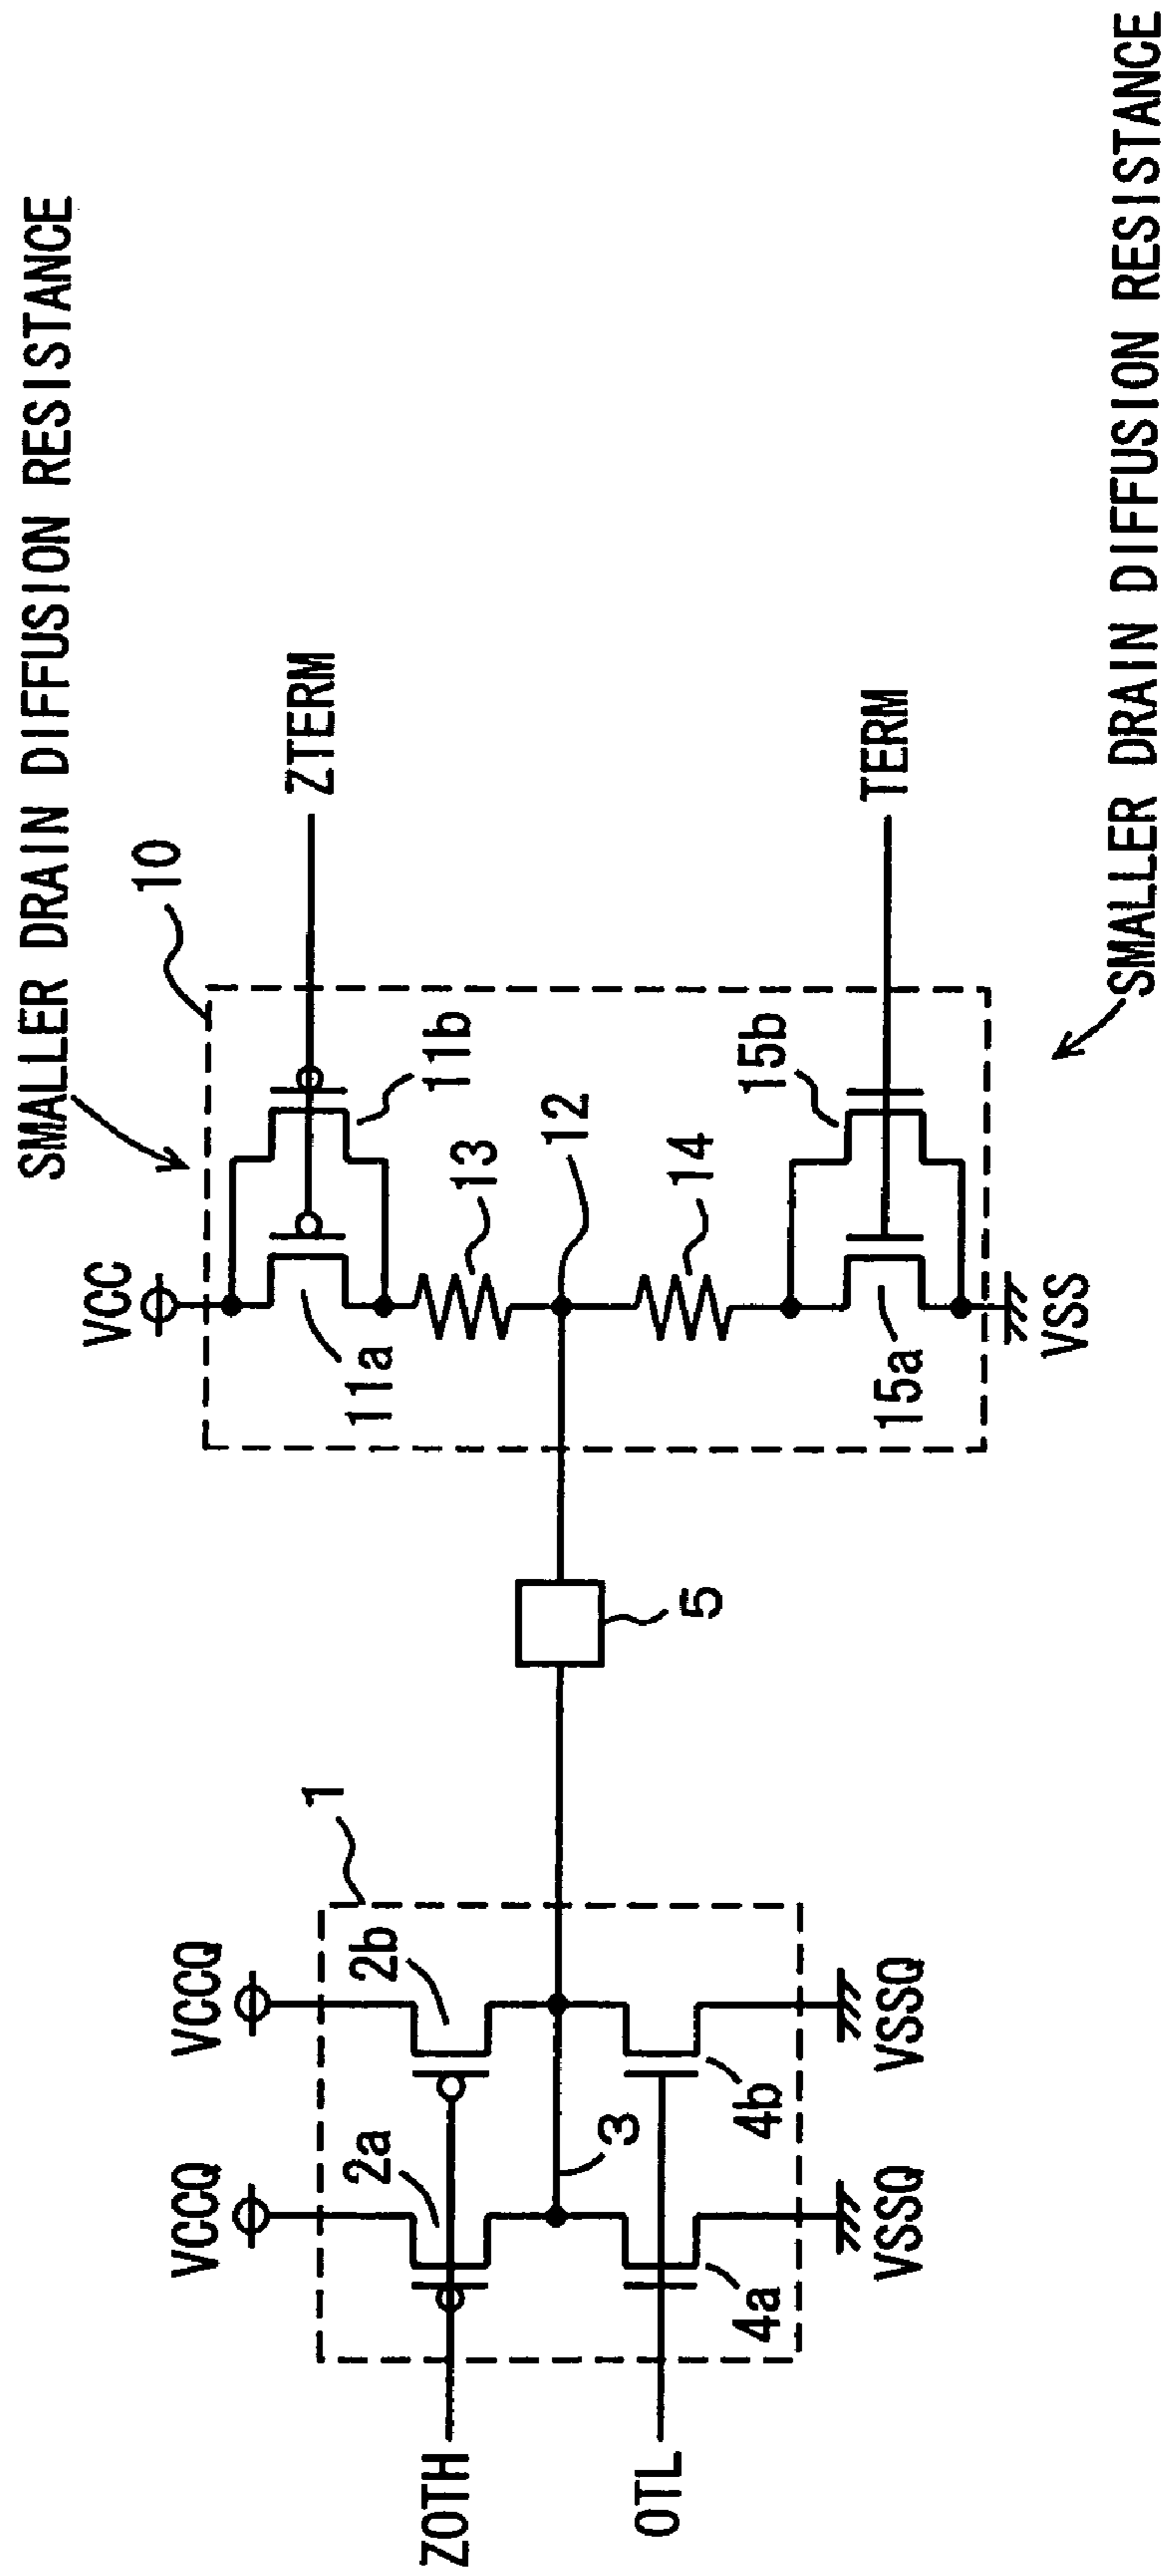 SMALLER DRAIN DIFFUSION RESISTANCE
10
VCC
ZTERM
11a
11b
13
12
14
15a
15b
TERM
VSS
SMALLER DRAIN DIFFUSION RESISTANCE
5
1
VCCQ
VCCQ
2a
2b
ZOTH
3
OTL
4a
4b
VSSQ
VSSQ